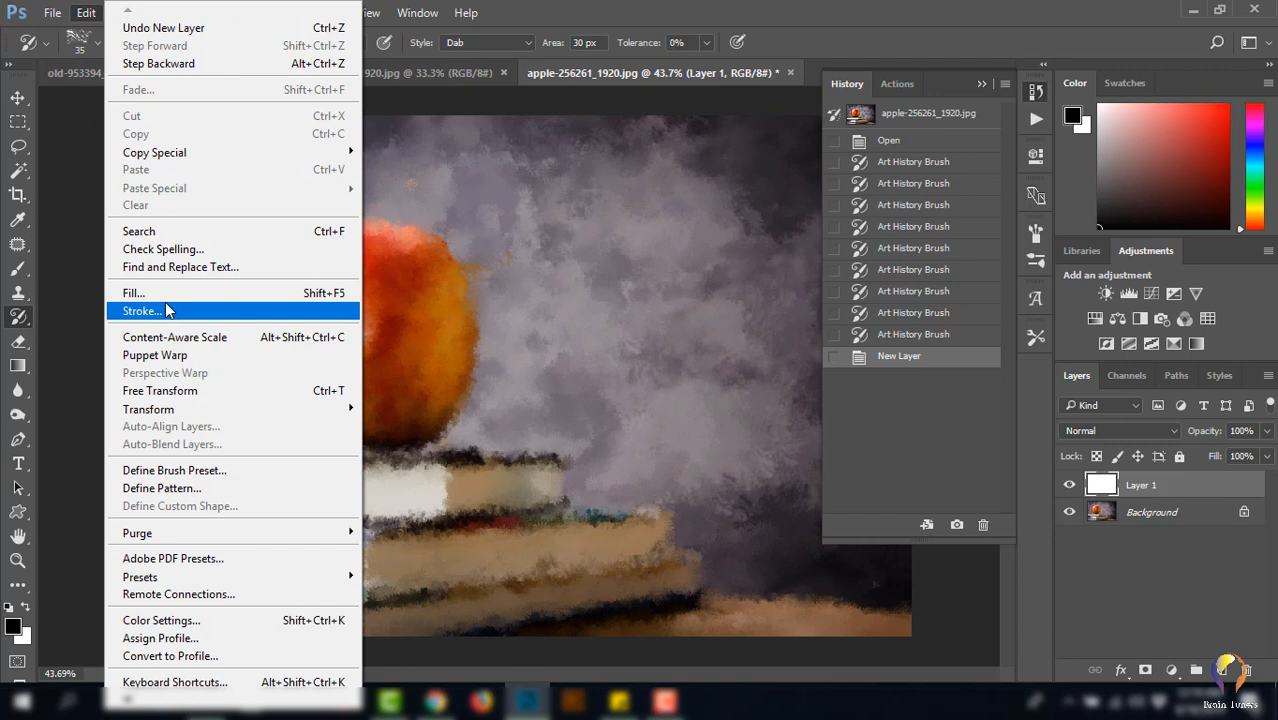 Ps File Edit View Window Help
35 Style: Dab Area: 30 px Tolerance: 0%
old-953394_ 920.jpg @ 33.3% (RGB/8#) × apple-256261_1920.jpg @ 43.7% (Layer 1, RGB/8#) * ×
Undo New Layer Ctrl+Z
Step Forward Shift+Ctrl+Z
Step Backward Alt+Ctrl+Z
Fade... Shift+Ctrl+F
Cut Ctrl+X
Copy Ctrl+C
Copy Special
Paste Ctrl+V
Paste Special
Clear
Search Ctrl+F
Check Spelling...
Find and Replace Text...
Fill... Shift+F5
Stroke...
Content-Aware Scale Alt+Shift+Ctrl+C
Puppet Warp
Perspective Warp
Free Transform Ctrl+T
Transform
Auto-Align Layers...
Auto-Blend Layers...
Define Brush Preset...
Define Pattern...
Define Custom Shape...
Purge
Adobe PDF Presets...
Presets
Remote Connections...
Color Settings... Shift+Ctrl+K
Assign Profile...
Convert to Profile...
Keyboard Shortcuts... Alt+Shift+Ctrl+K
43.69%
History Actions
apple-256261_1920.jpg
Open
Art History Brush
Art History Brush
Art History Brush
Art History Brush
Art History Brush
Art History Brush
Art History Brush
Art History Brush
Art History Brush
New Layer
Color Swatches
Libraries Adjustments
Add an adjustment
Layers Channels Paths Styles
Kind
Normal Opacity: 100%
Lock: Fill: 100%
Layer 1
Background
fx
Brain Tunes